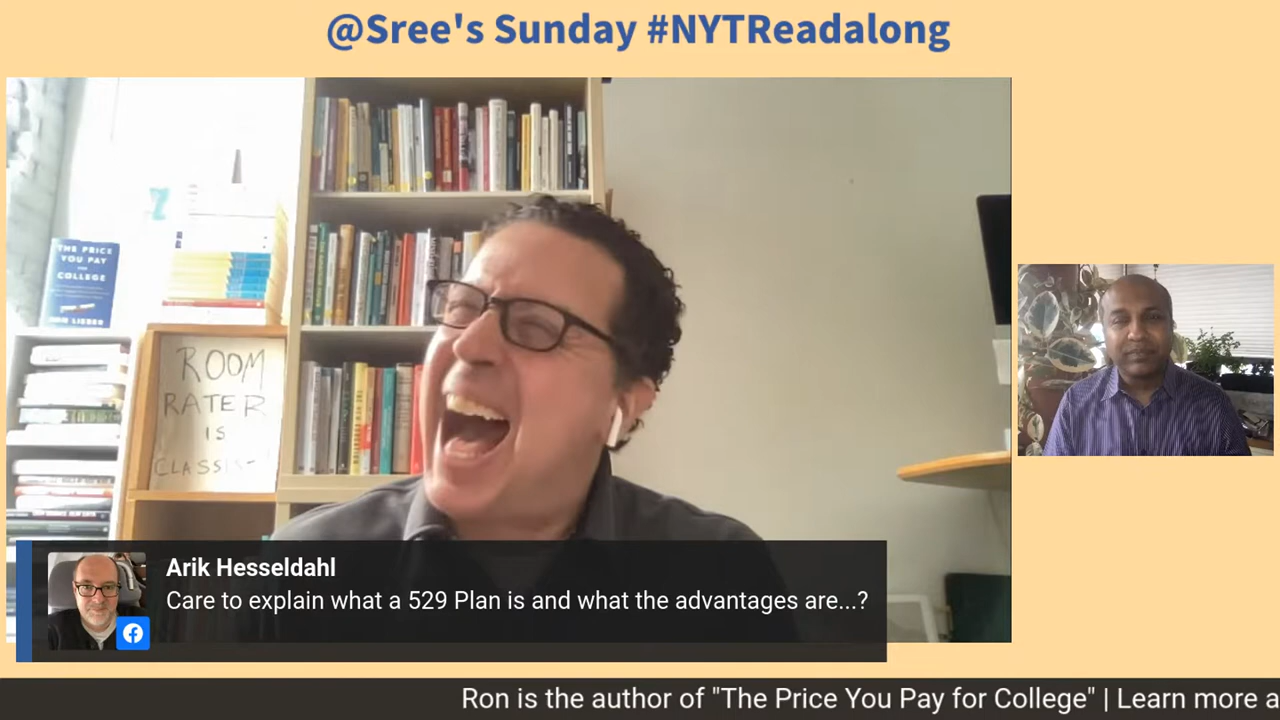 @Sree's Sunday #NYTReadalong
THE PRICE
YOU PAY
FOR
COLLEGE
RON LIEBER
ROOM
RATER
IS
CLASSIST
Arik Hesseldahl
Care to explain what a 529 Plan is and what the advantages are...?
Ron is the author of "The Price You Pay for College" | Learn more a